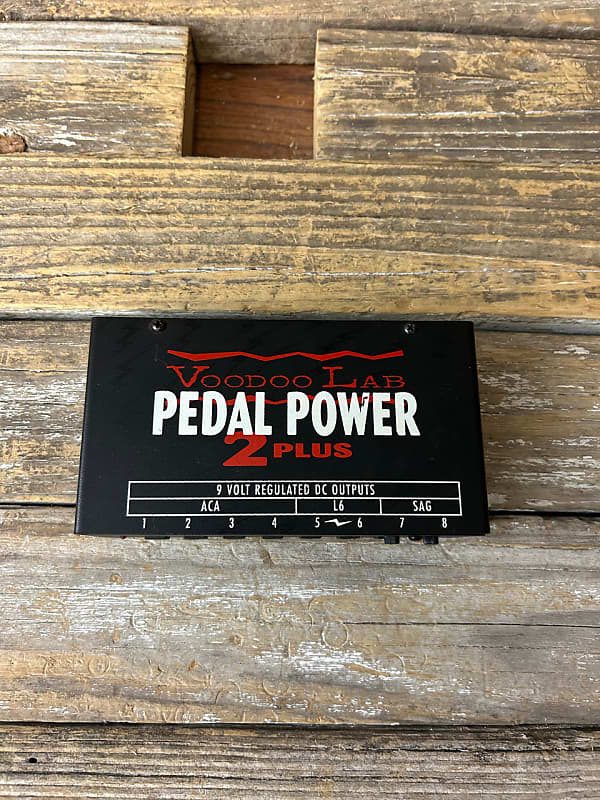 VOODOO LAB
PEDAL POWER
2 PLUS
9 VOLT REGULATED DC OUTPUTS
ACA L6 SAG
1 2 3 4 5 6 7 8